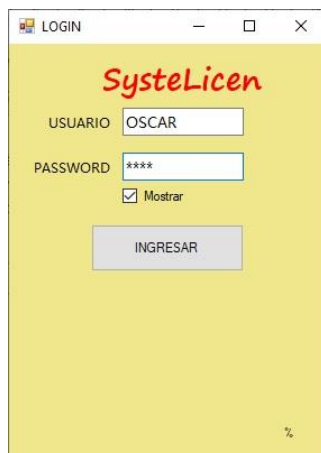 LOGIN
SysteLicen
USUARIO OSCAR
PASSWORD ****
Mostrar
INGRESAR
%